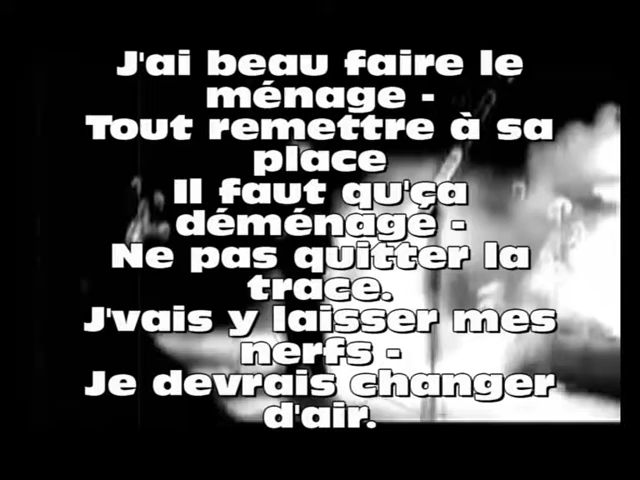 J'ai beau faire le
ménage -
Tout remettre à sa
place
Il faut qu'ça
déménagé -
Ne pas quitter la
trace.
J'vais y laisser mes
nerfs -
Je devrais changer
d'air.